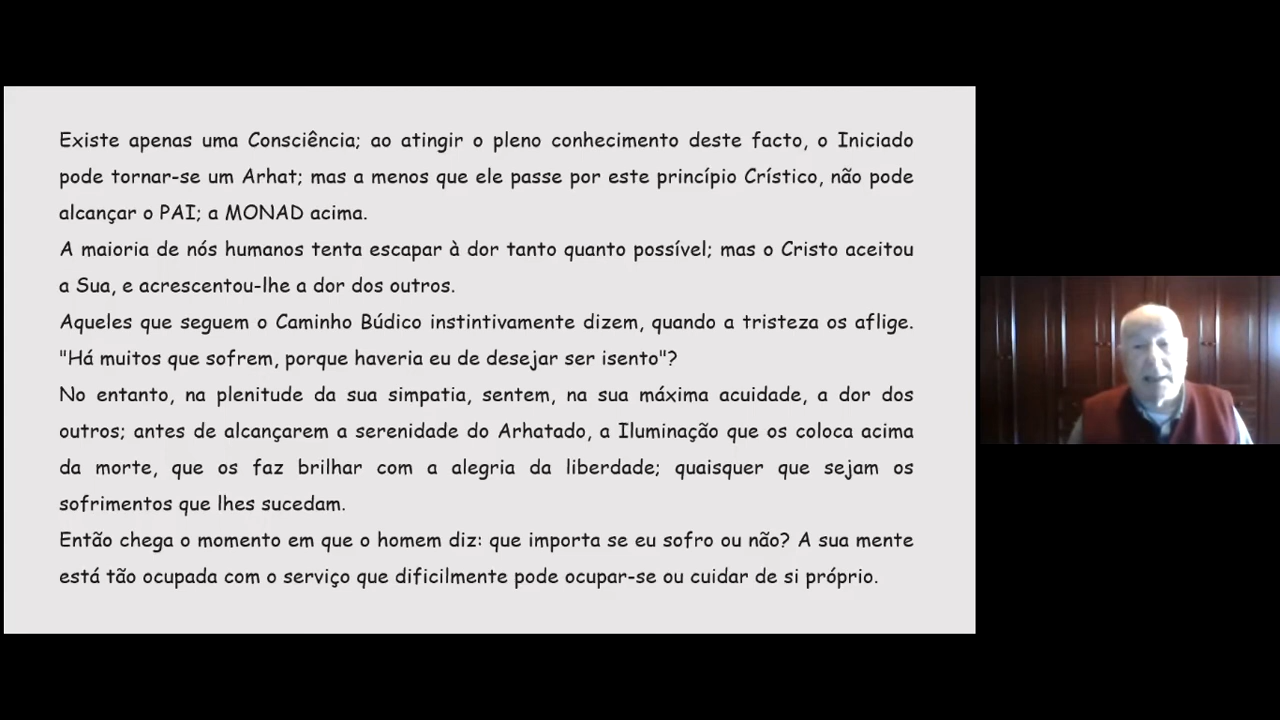 Existe apenas uma Consciência; ao atingir o pleno conhecimento deste facto, o Iniciado
pode tornar-se um Arhat; mas a menos que ele passe por este princípio Crístico, não pode
alcançar o PAI; a MONAD acima.
A maioria de nós humanos tenta escapar à dor tanto quanto possível; mas o Cristo aceitou
a Sua, e acrescentou-lhe a dor dos outros.
Aqueles que seguem o Caminho Búdico instintivamente dizem, quando a tristeza os aflige.
"Há muitos que sofrem, porque haveria eu de desejar ser isento"?
No entanto, na plenitude da sua simpatia, sentem, na sua máxima acuidade, a dor dos
outros; antes de alcançarem a serenidade do Arhatado, a Iluminação que os coloca acima
da morte, que os faz brilhar com a alegria da liberdade; quaisquer que sejam os
sofrimentos que lhes sucedam.
Então chega o momento em que o homem diz: que importa se eu sofro ou não? A sua mente
está tão ocupada com o serviço que dificilmente pode ocupar-se ou cuidar de si próprio.